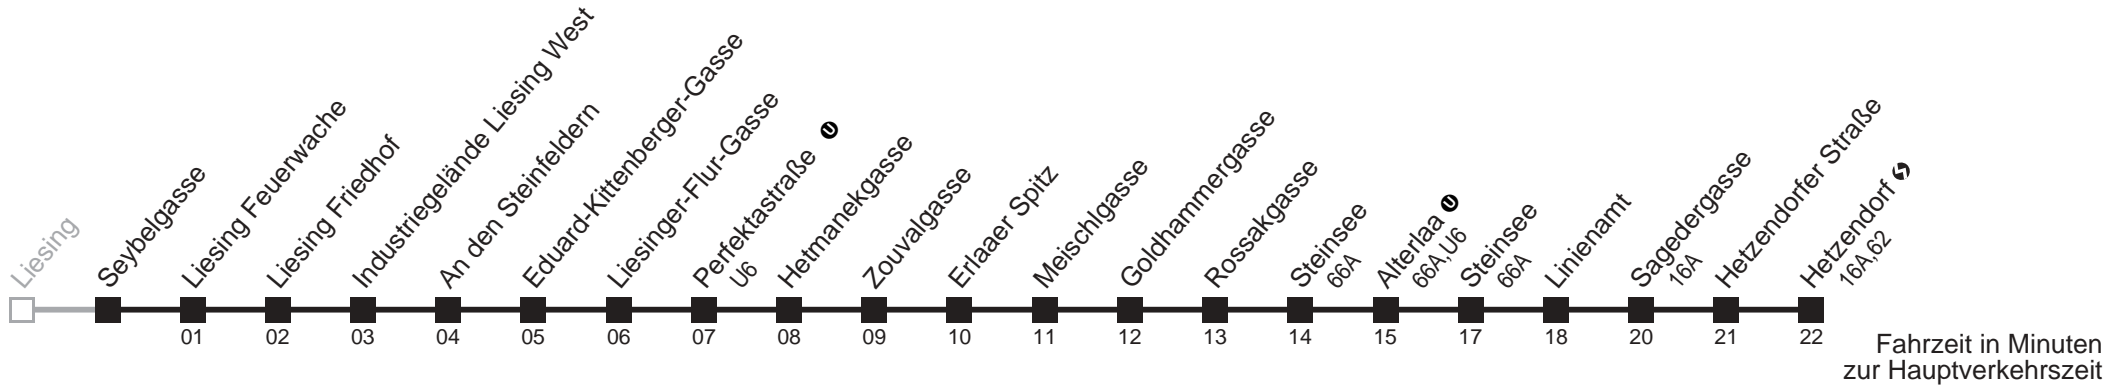 Liesing
Seybelgasse
Liesing Feuerwache
Liesing Friedhof
Industriegelände Liesing West
An den Steinfeldern
Eduard-Kittenberger-Gasse
Liesinger-Flur-Gasse
Perfektastraße U
U6
Hetmanekgasse
Zouvalgasse
Erlaaer Spitz
Meischlgasse
Goldhammergasse
Rossakgasse
Steinsee
66A
Alterlaa U
66A,U6
Steinsee
66A
Linienamt
Sagedergasse
16A
Hetzendorfer Straße
Hetzendorf
16A,62
01 02 03 04 05 06 07 08 09 10 11 12 13 14 15 17 18 20 21 22
Fahrzeit in Minuten
zur Hauptverkehrszeit